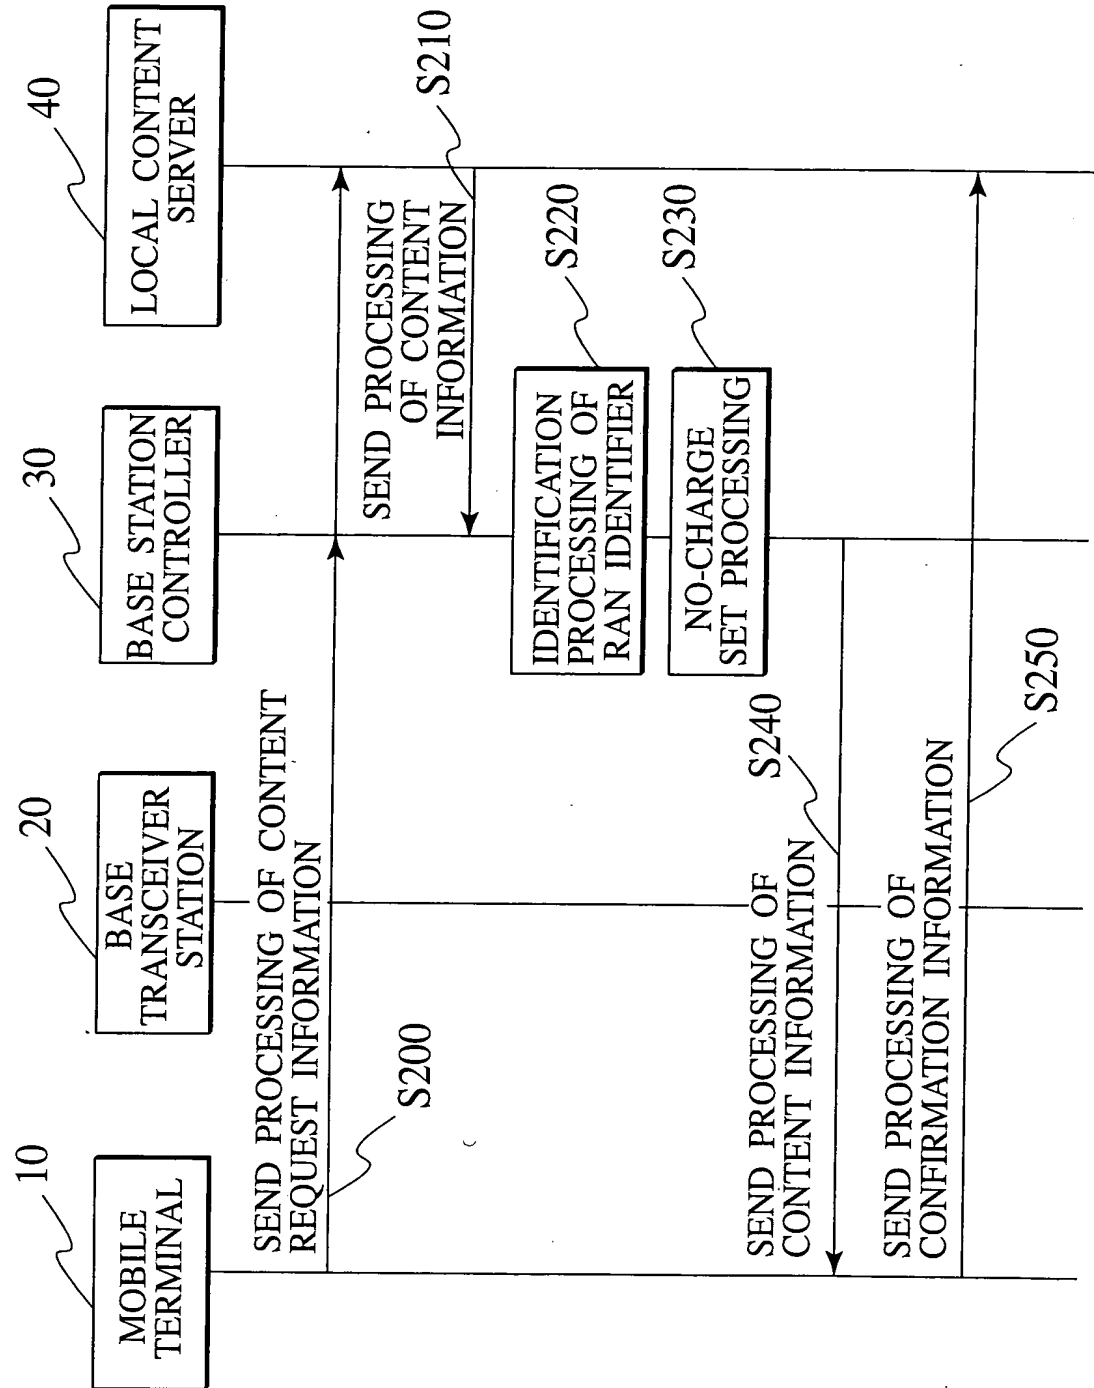 10
20
30
40
MOBILE
TERMINAL
BASE
TRANSCEIVER
STATION
BASE STATION
CONTROLLER
LOCAL CONTENT
SERVER
SEND PROCESSING OF CONTENT
REQUEST INFORMATION
S200
SEND PROCESSING
OF CONTENT
INFORMATION
S210
IDENTIFICATION
PROCESSING OF
RAN IDENTIFIER
S220
NO-CHARGE
SET PROCESSING
S230
SEND PROCESSING OF
CONTENT INFORMATION
S240
SEND PROCESSING OF
CONFIRMATION INFORMATION
S250